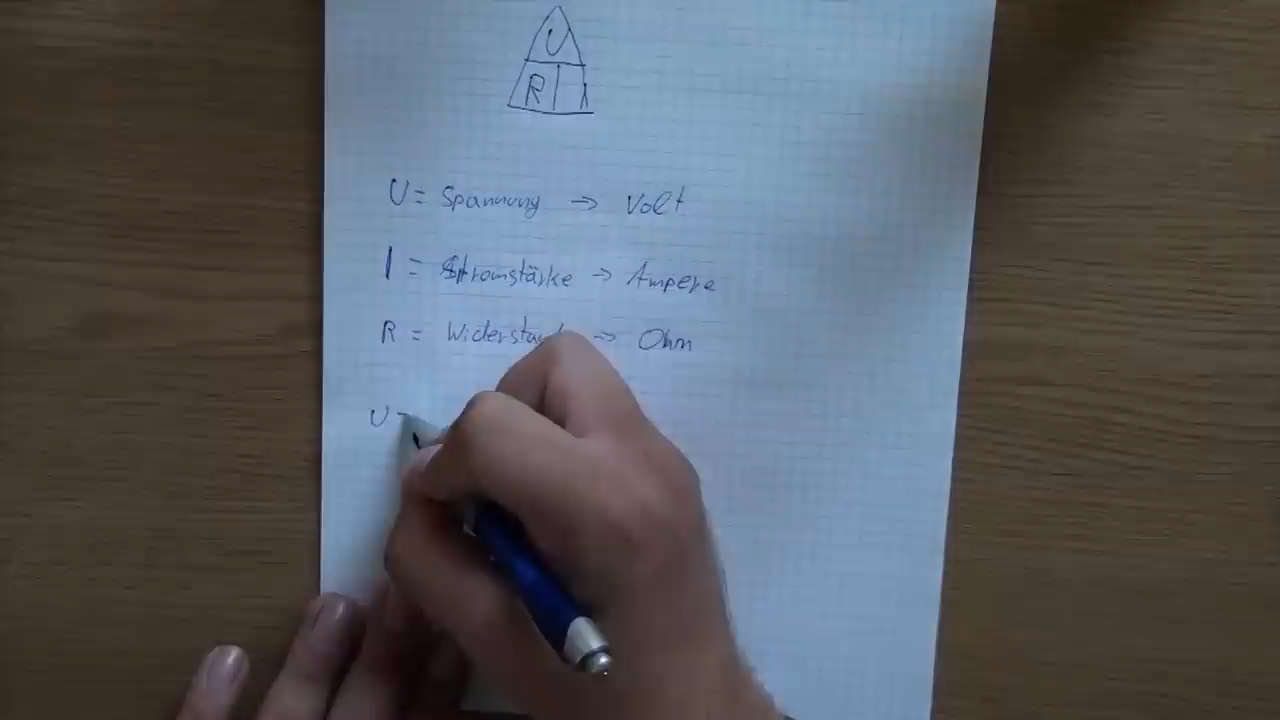 U
R I
U = Spannung → Volt
I = Stromstärke → Ampere
R = Widerstand → Ohm
U =